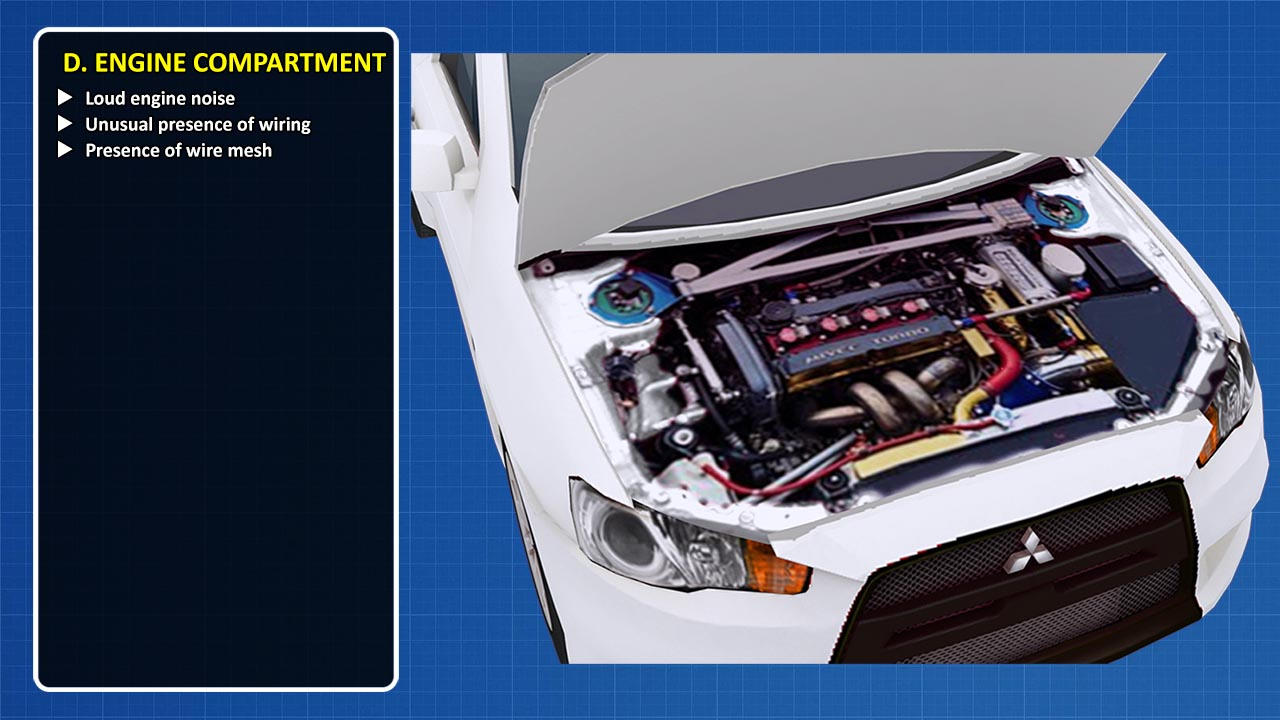 D. ENGINE COMPARTMENT
Loud engine noise
Unusual presence of wiring
Presence of wire mesh
MIVEC TURBO